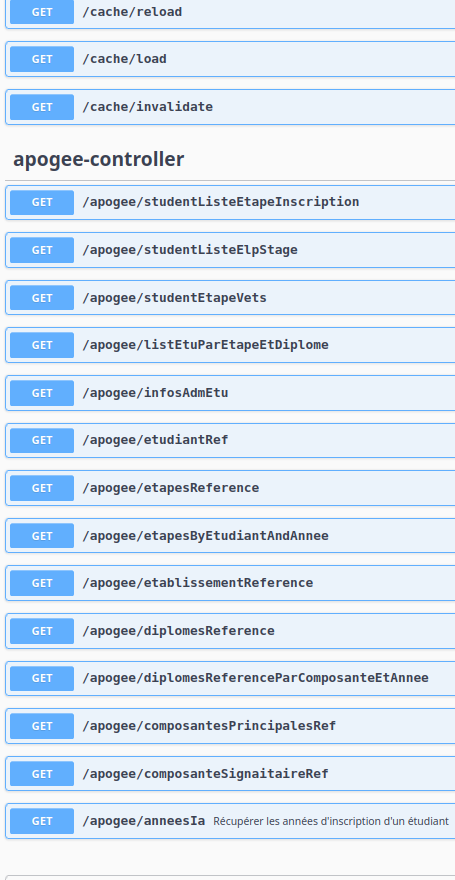 GET /cache/reload
GET /cache/load
GET /cache/invalidate
apogee-controller
GET /apogee/studentListeEtapeInscription
GET /apogee/studentListeElpStage
GET /apogee/studentEtapeVets
GET /apogee/listEtuParEtapeEtDiplome
GET /apogee/infosAdmEtu
GET /apogee/etudiantRef
GET /apogee/etapesReference
GET /apogee/etapesByEtudiantAndAnnee
GET /apogee/etablissementReference
GET /apogee/diplomesReference
GET /apogee/diplomesReferenceParComposanteEtAnnee
GET /apogee/composantesPrincipalesRef
GET /apogee/composanteSignaitaireRef
GET /apogee/anneesIa Récupérer les années d'inscription d'un étudiant